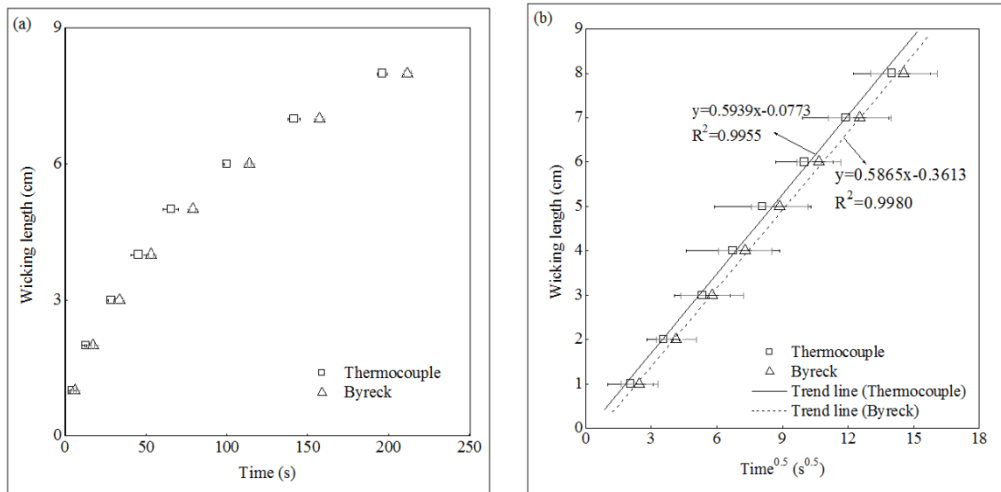 (a)
9
6
3
0
0
50
100
150
200
250
Wicking length (cm)
Time (s)
Thermocouple
Byreck
(b)
9
8
7
6
5
4
3
2
1
0
0
3
6
9
12
15
18
Wicking length (cm)
Time^0.5 (s^0.5)
y=0.5939x-0.0773
R²=0.9955
y=0.5865x-0.3613
R²=0.9980
Thermocouple
Byreck
Trend line (Thermocouple)
Trend line (Byreck)